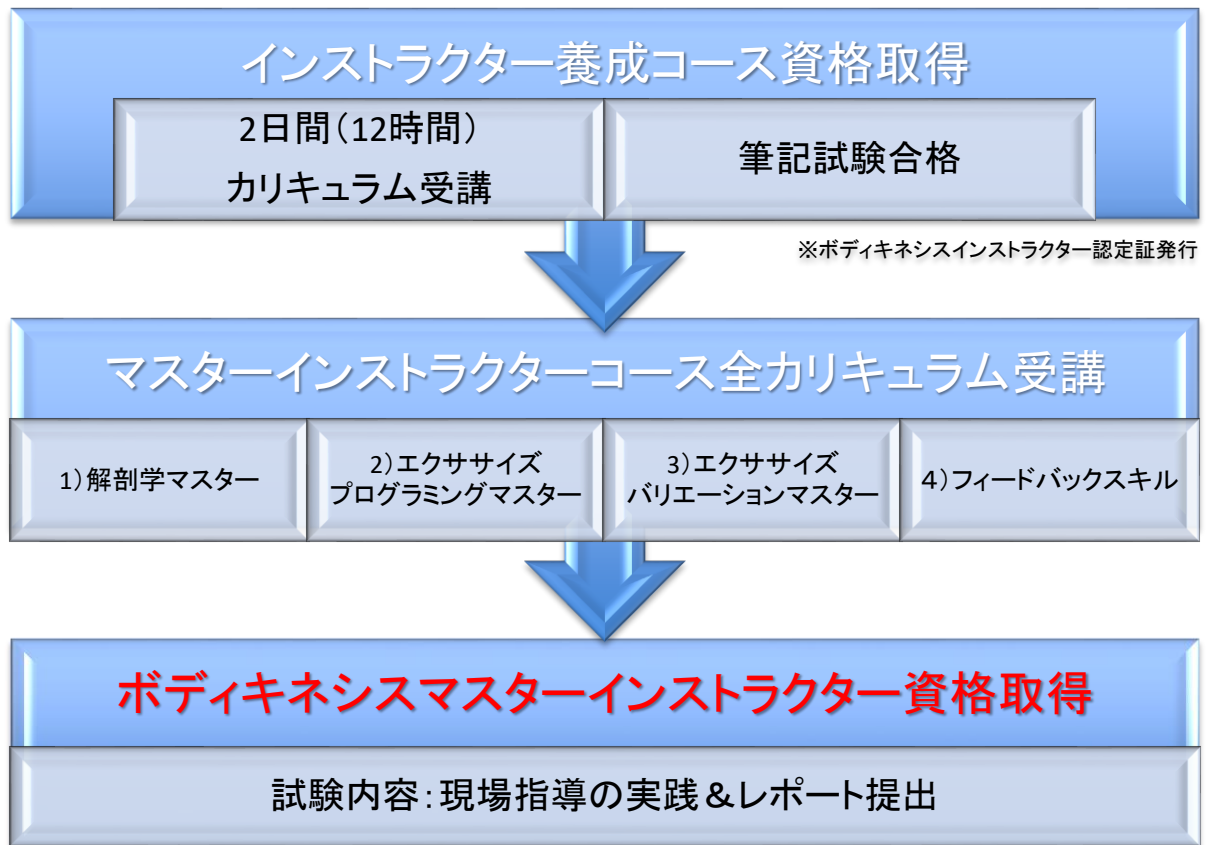 インストラクター養成コース資格取得
2日間（12時間）
カリキュラム受講
筆記試験合格
※ボディキネシスインストラクター認定証発行
マスターインストラクターコース全カリキュラム受講
1）解剖学マスター
2）エクササイズ
プログラミングマスター
3）エクササイズ
バリエーションマスター
４）フィードバックスキル
ボディキネシスマスターインストラクター資格取得
試験内容：現場指導の実践＆レポート提出